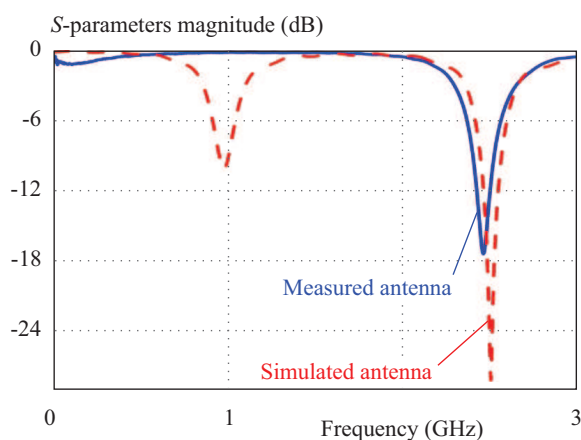 S-parameters magnitude (dB)
0
-6
-12
-18
-24
Measured antenna
Simulated antenna
0
1
Frequency (GHz)
3